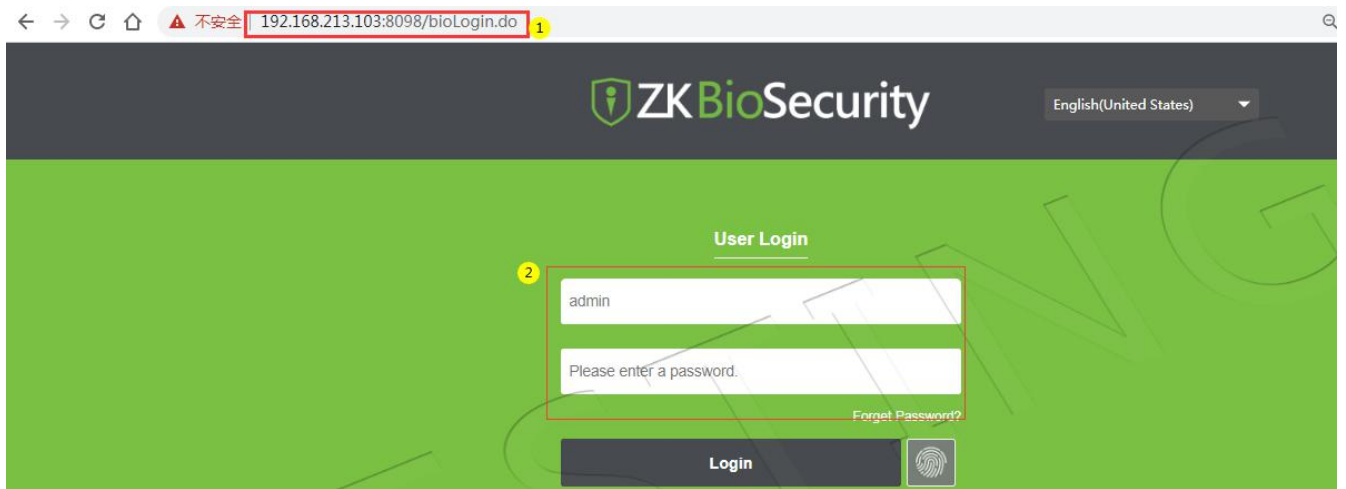 不安全 | 192.168.213.103:8098/bioLogin.do
1
ZKBioSecurity
English(United States)
User Login
2
admin
Please enter a password.
Forget Password?
Login
TESTING